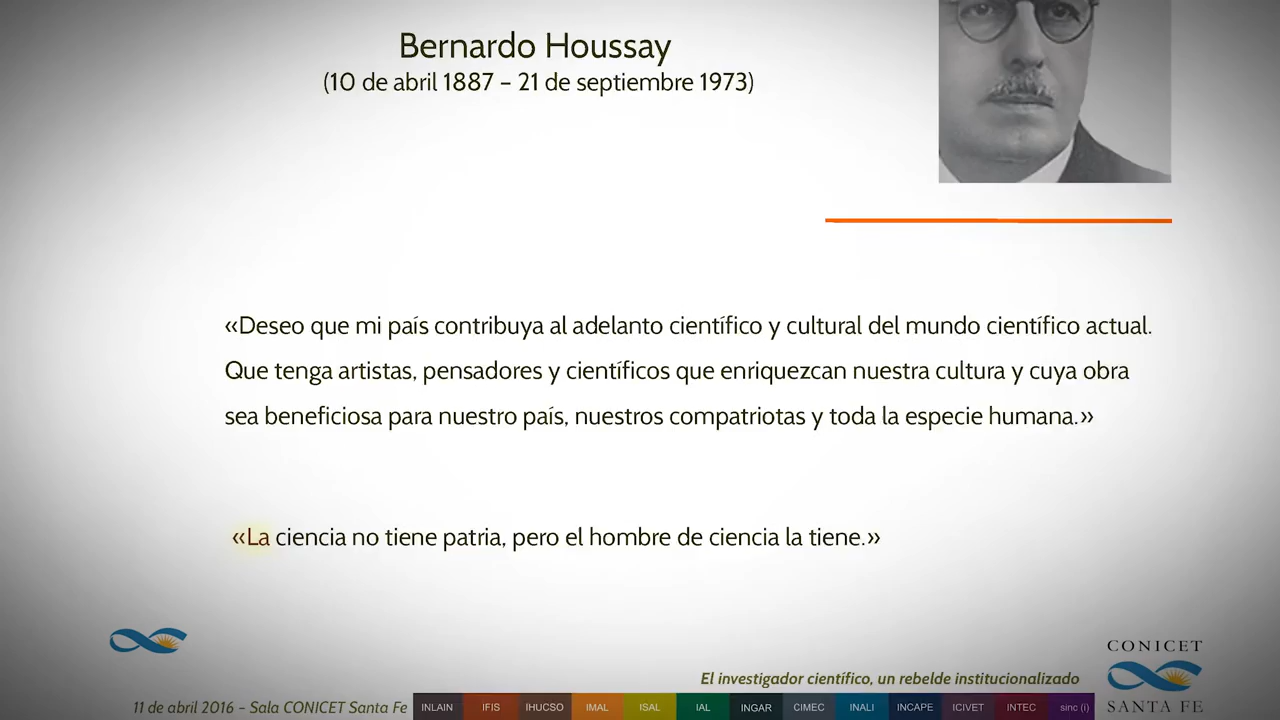 Bernardo Houssay
(10 de abril 1887 – 21 de septiembre 1973)
«Deseo que mi país contribuya al adelanto científico y cultural del mundo científico actual.
Que tenga artistas, pensadores y científicos que enriquezcan nuestra cultura y cuya obra
sea beneficiosa para nuestro país, nuestros compatriotas y toda la especie humana.»
«La ciencia no tiene patria, pero el hombre de ciencia la tiene.»
CONICET
SANTA FE
El investigador científico, un rebelde institucionalizado
11 de abril 2016 – Sala CONICET Santa Fe
INLAIN IFIS IHUCSO IMAL ISAL IAL INGAR CIMEC INALI INCAPE ICIVET INTEC sinc (i)